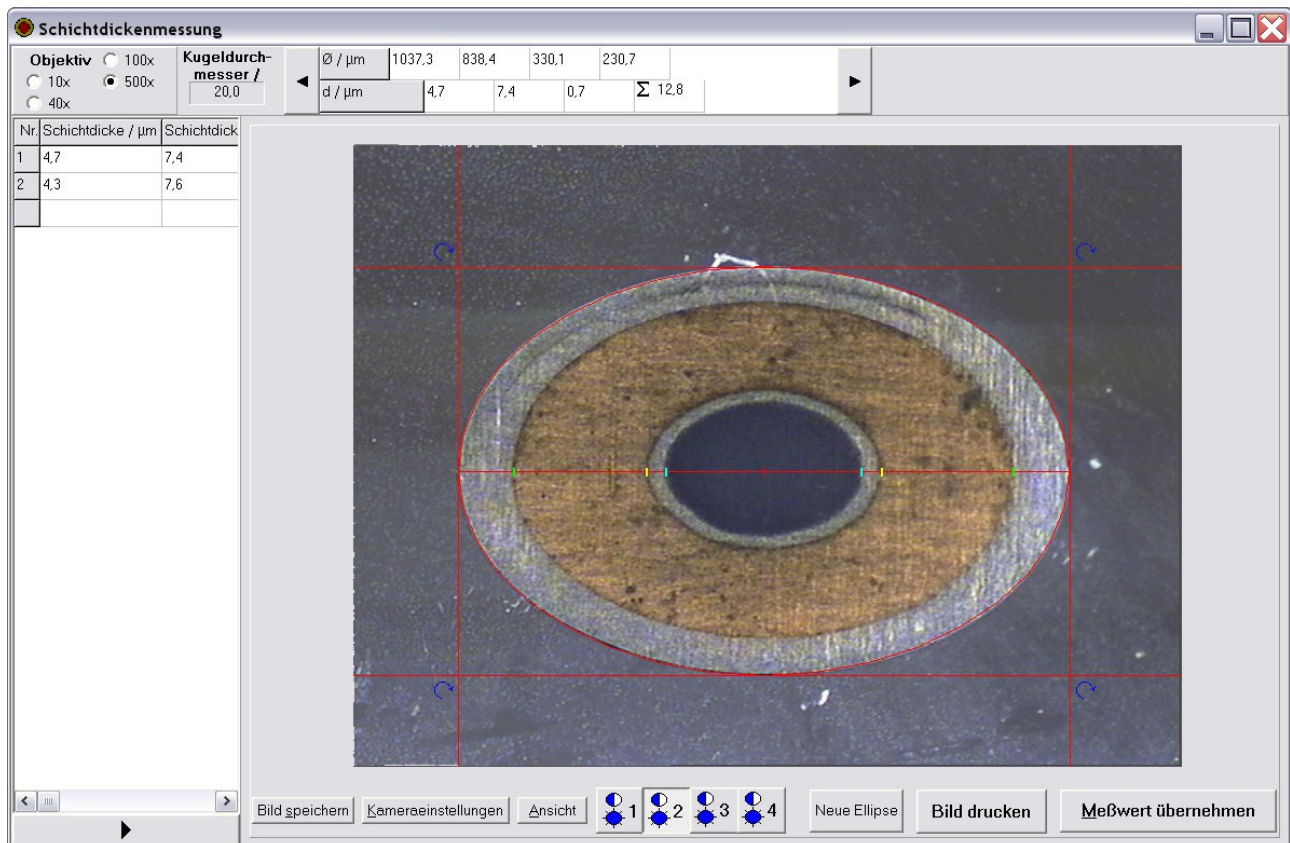 Schichtdickenmessung
Objektiv
100x
10x
500x
40x
Kugeldurch-
messer /
20,0
Ø / µm 1037,3 838,4 330,1 230,7
d / µm 4,7 7,4 0,7 Σ 12,8
Nr. Schichtdicke / µm Schichtdick
1 4,7 7,4
2 4,3 7,6
Bild speichern Kameraeinstellungen Ansicht 1 2 3 4 Neue Ellipse Bild drucken Meßwert übernehmen